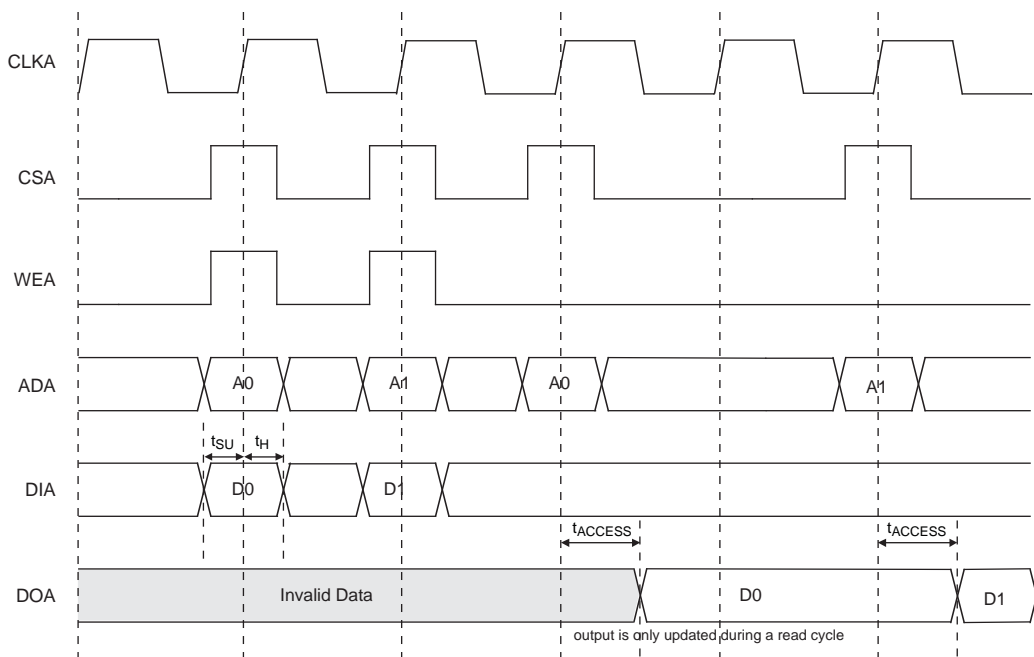 CLKA
CSA
WEA
ADA A0 A1 A0 A1
tSU tH
DIA D0 D1
tACCESS tACCESS
DOA Invalid Data D0 D1
output is only updated during a read cycle